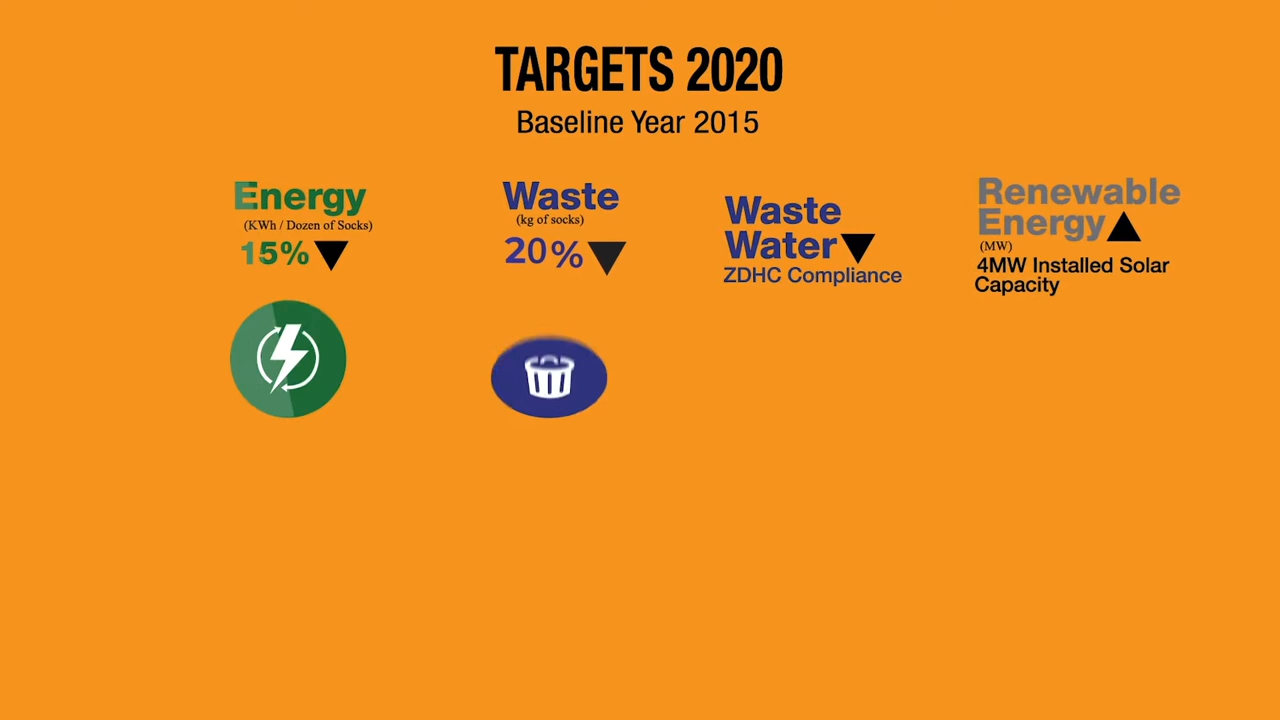 TARGETS 2020
Baseline Year 2015
Energy
(KWh / Dozen of Socks)
15%
Waste
(kg of socks)
20%
Waste
Water
ZDHC Compliance
Renewable
Energy
(MW)
4MW Installed Solar
Capacity